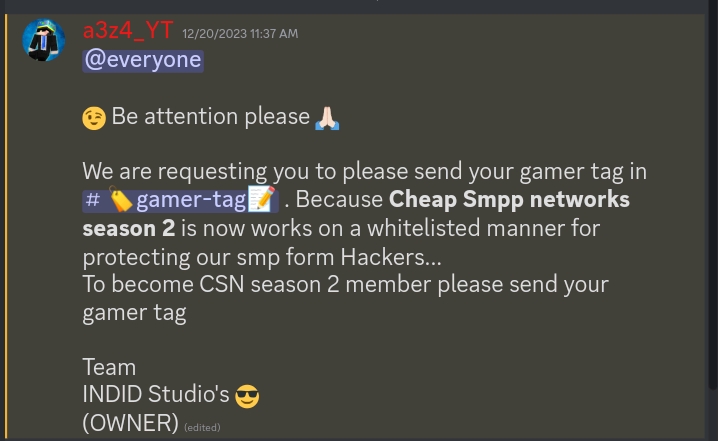 a3z4_YT 12/20/2023 11:37 AM
@everyone
😉 Be attention please 🙏🏻
We are requesting you to please send your gamer tag in
# 🏷️gamer-tag📝 . Because Cheap Smpp networks
season 2 is now works on a whitelisted manner for
protecting our smp form Hackers...
To become CSN season 2 member please send your
gamer tag
Team
INDID Studio's 😎
(OWNER) (edited)